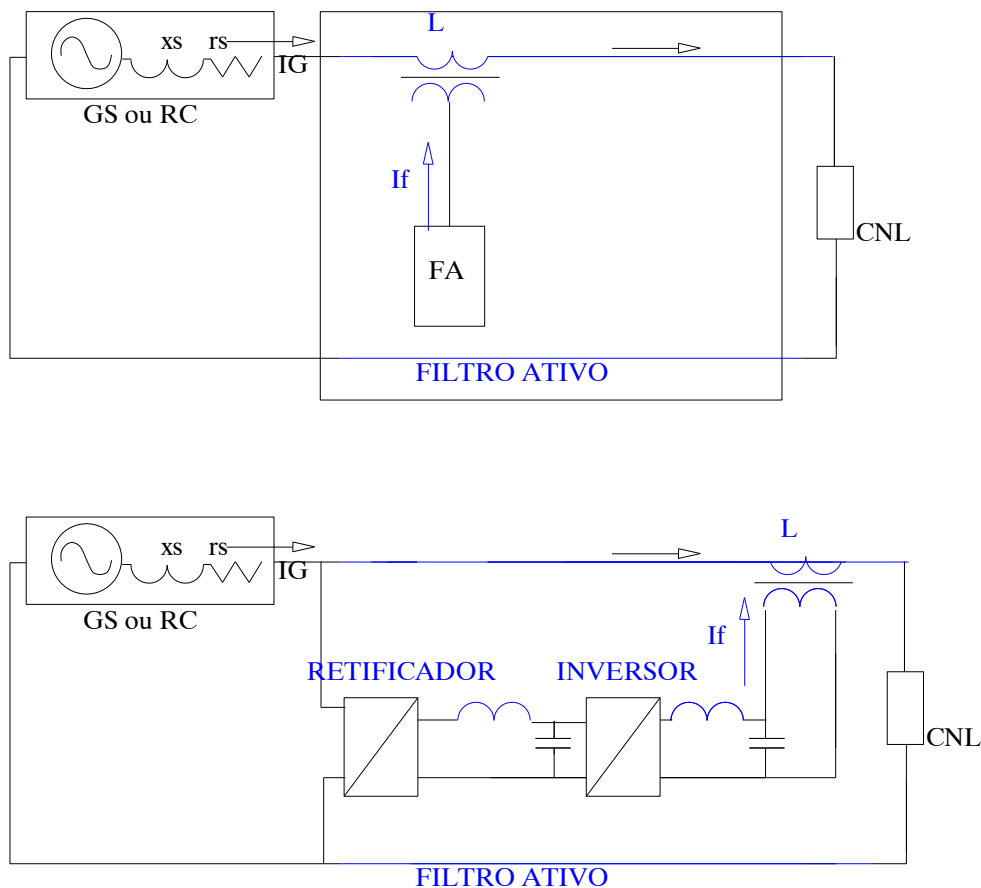 L
xs rs
IG
GS ou RC
If
FA
CNL
FILTRO ATIVO
L
xs rs
IG
GS ou RC
If
RETIFICADOR INVERSOR
CNL
FILTRO ATIVO